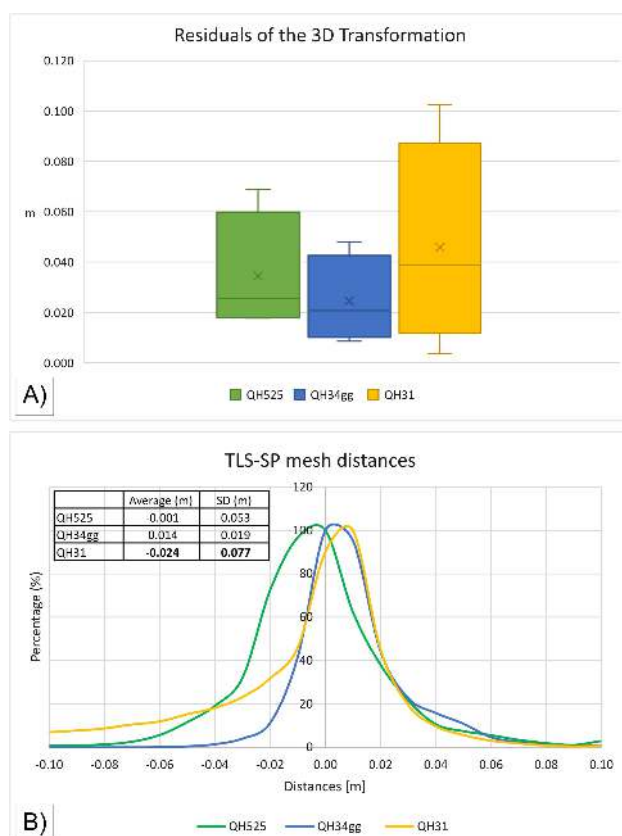 Residuals of the 3D Transformation
0.120
0.100
0.080
m
0.060
0.040
0.020
0.000
A)
QH525 QH34gg QH31
TLS-SP mesh distances
Average (m) SD (m)
QH525 -0.001 0.053
QH34gg 0.014 0.019
QH31 -0.024 0.077
120
100
80
60
40
20
0
Percentage (%)
-0.10 -0.08 -0.06 -0.04 -0.02 0.00 0.02 0.04 0.06 0.08 0.10
Distances [m]
B)
QH525 QH34gg QH31